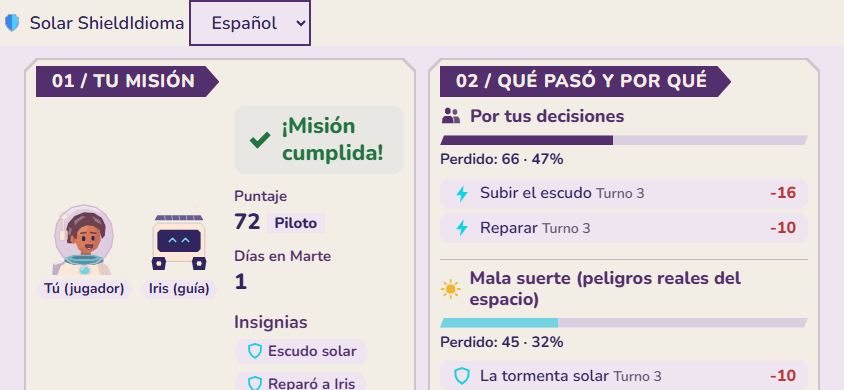 Solar ShieldIdioma Español
01 / TU MISIÓN
¡Misión
cumplida!
Puntaje
72 Piloto
Días en Marte
1
Insignias
Escudo solar
Reparó a Iris
Tú (jugador)
Iris (guía)
02 / QUÉ PASÓ Y POR QUÉ
Por tus decisiones
Perdido: 66 · 47%
Subir el escudo Turno 3 -16
Reparar Turno 3 -10
Mala suerte (peligros reales del
espacio)
Perdido: 45 · 32%
La tormenta solar Turno 3 -10